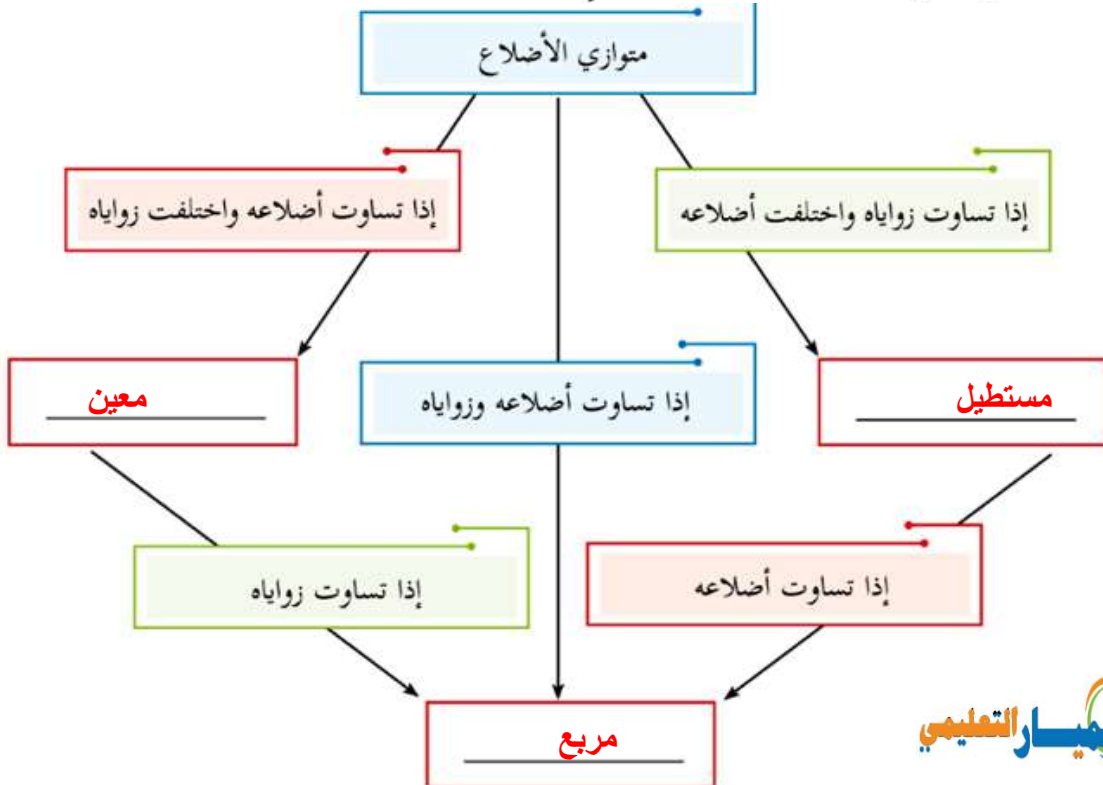 متوازي الأضلاع
إذا تساوت زواياه واختلفت أضلاعه
إذا تساوت أضلاعه واختلفت زواياه
مستطيل
إذا تساوت أضلاعه وزواياه
معين
إذا تساوت أضلاعه
إذا تساوت زواياه
مربع
التعليمي